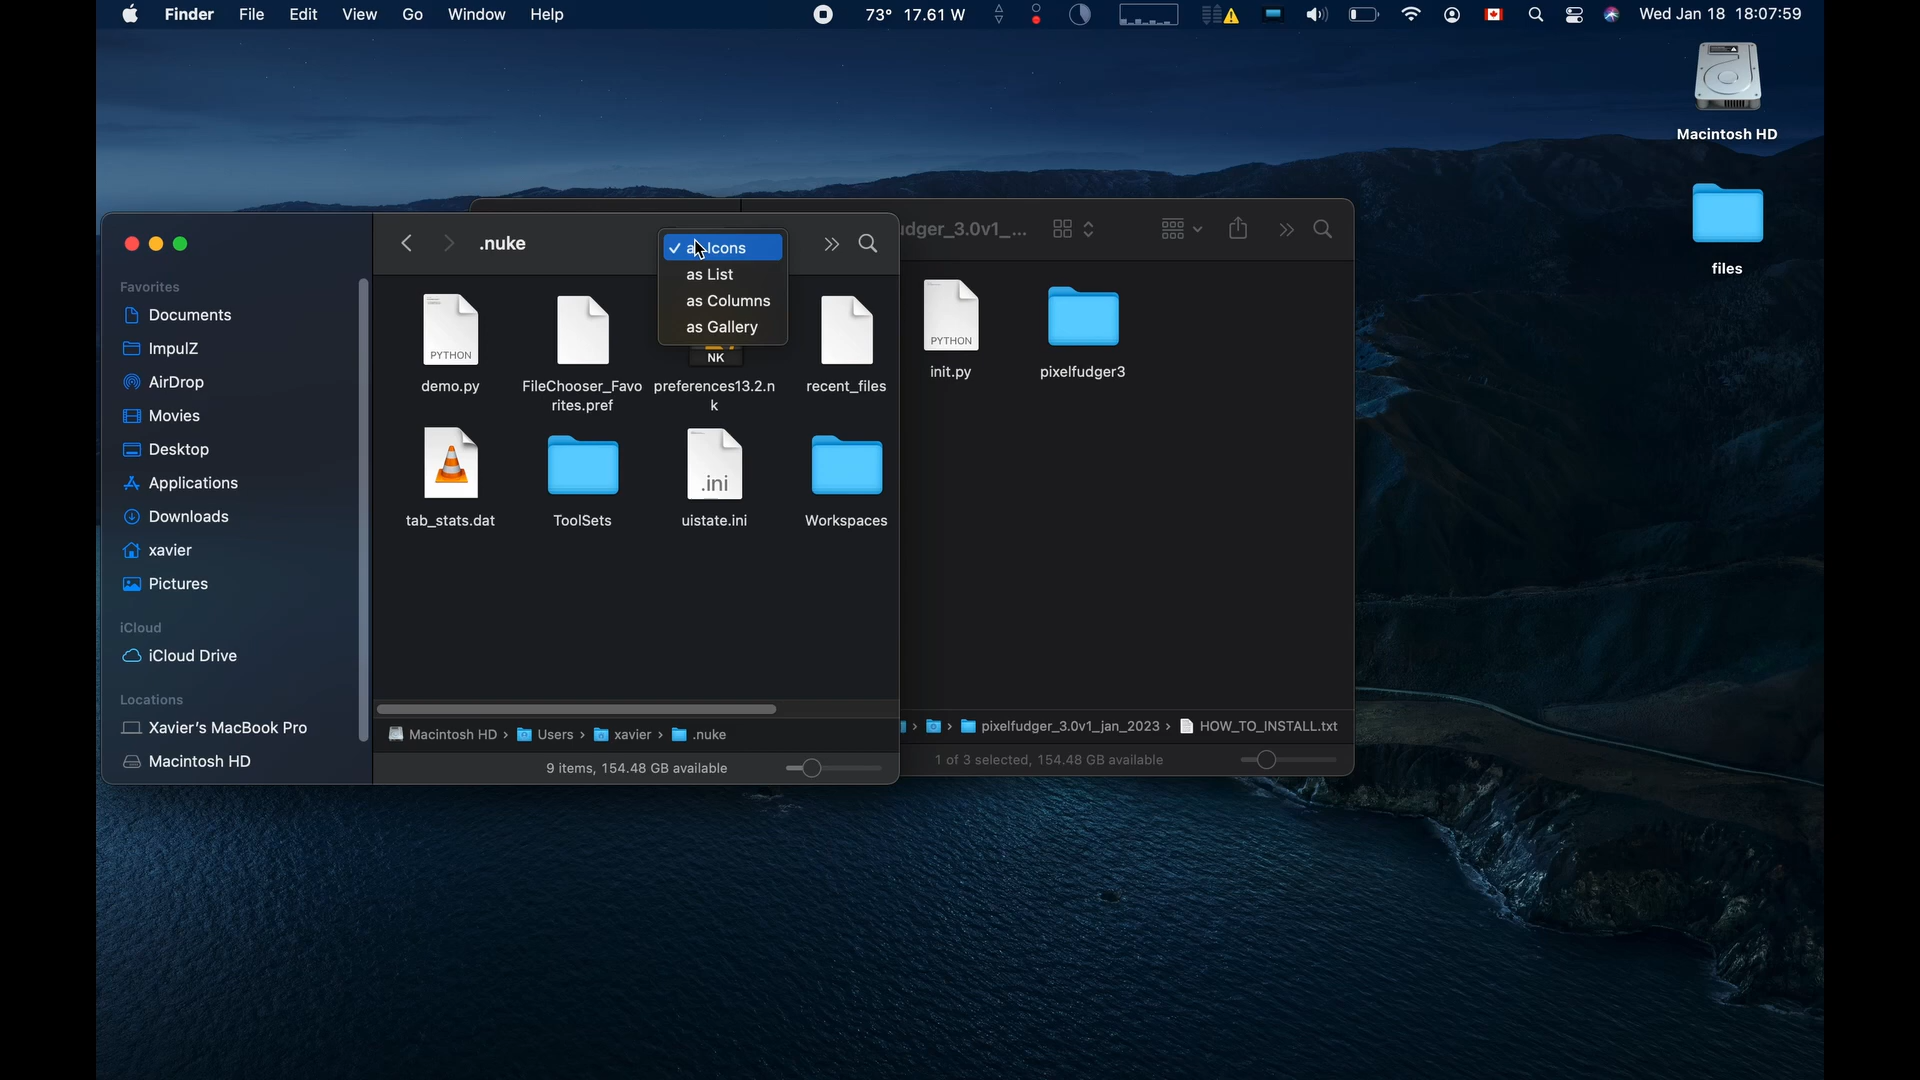 Finder File Edit View Go Window Help 73° 17.61 W Wed Jan 18 18:07:59
Macintosh HD
files
.nuke
as Icons
as List
as Columns
as Gallery
Favorites
Documents
ImpulZ
AirDrop
Movies
Desktop
Applications
Downloads
xavier
Pictures
iCloud
iCloud Drive
Locations
Xavier's MacBook Pro
Macintosh HD
PYTHON
demo.py
FileChooser_Favo
rites.pref
NK
preferences13.2.n
k
recent_files
tab_stats.dat
ToolSets
.ini
uistate.ini
Workspaces
Macintosh HD › Users › xavier › .nuke
9 items, 154.48 GB available
dger_3.0v1_...
PYTHON
init.py
pixelfudger3
pixelfudger_3.0v1_jan_2023 › HOW_TO_INSTALL.txt
1 of 3 selected, 154.48 GB available